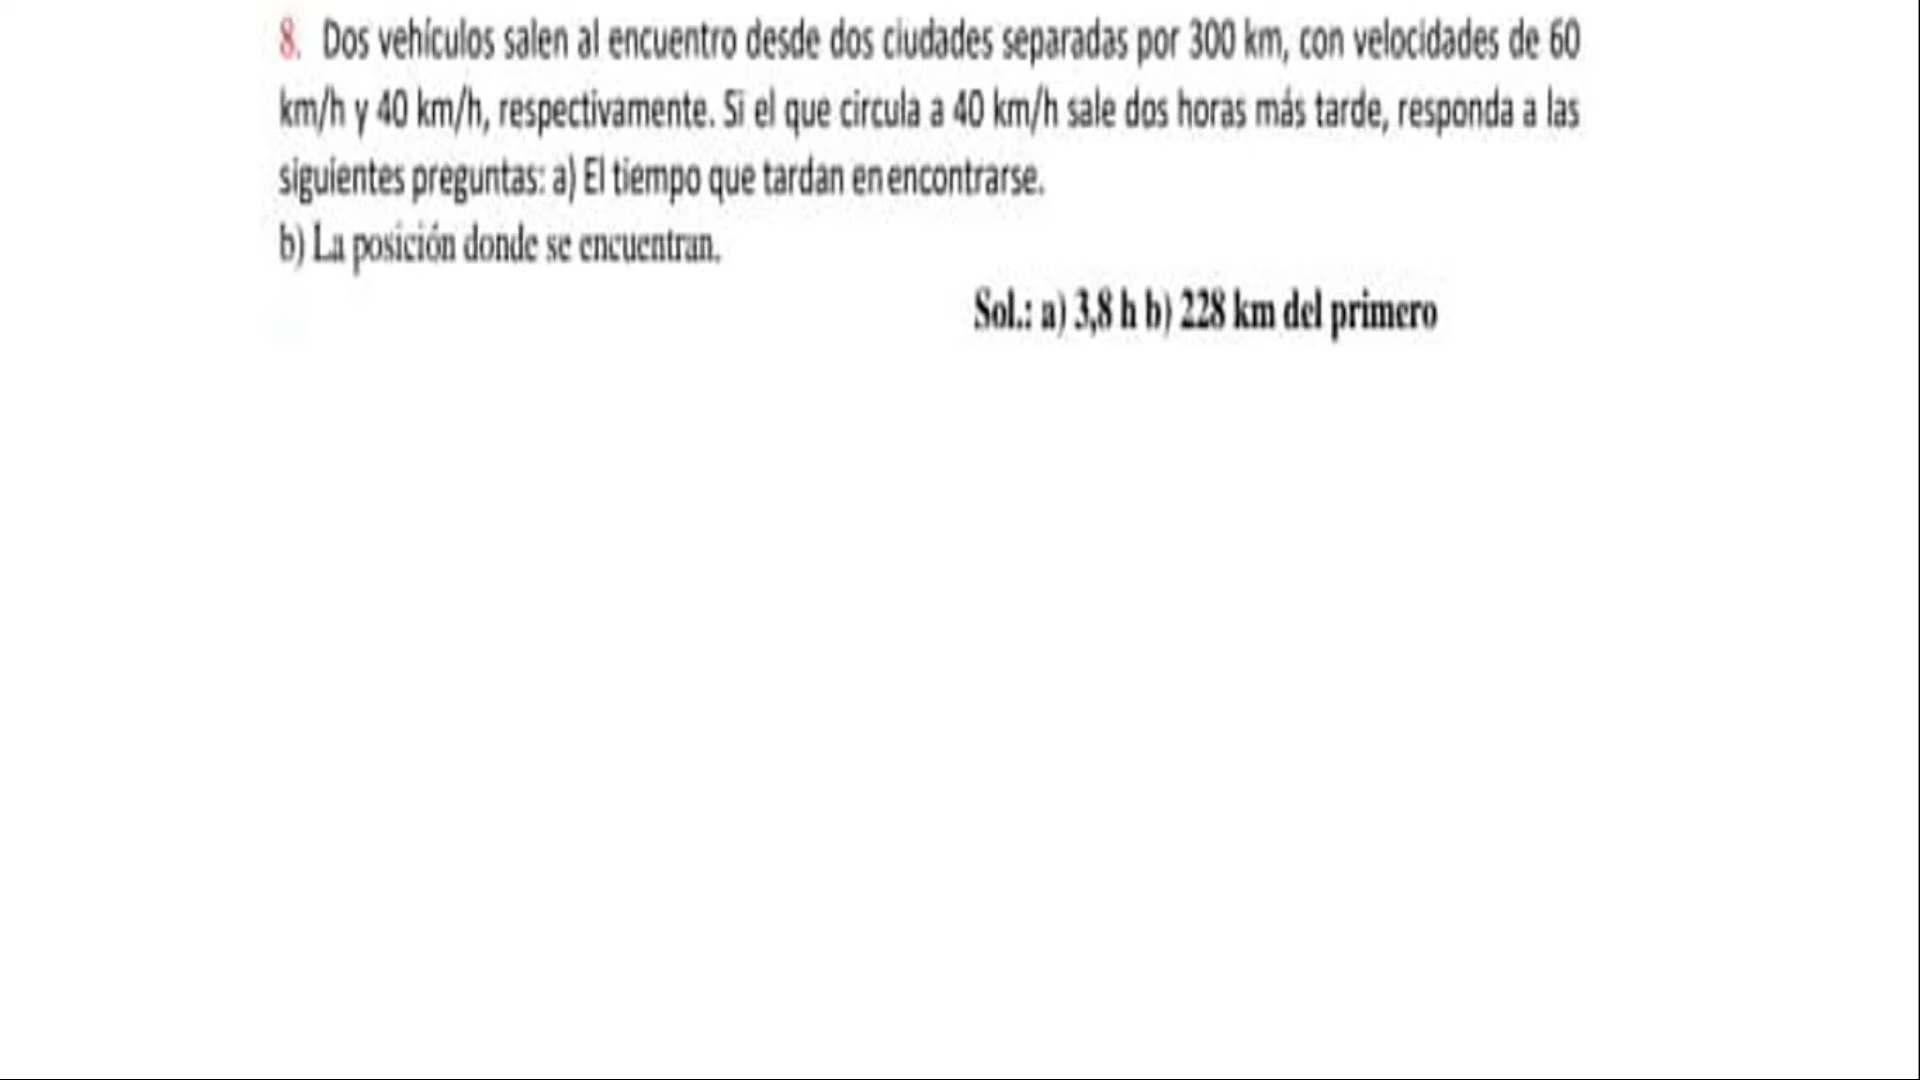 8. Dos vehículos salen al encuentro desde dos ciudades separadas por 300 km, con velocidades de 60
km/h y 40 km/h, respectivamente. Si el que circula a 40 km/h sale dos horas más tarde, responda a las
siguientes preguntas: a) El tiempo que tardan en encontrarse.
b) La posición donde se encuentran.
Sol.: a) 3,8 h b) 228 km del primero